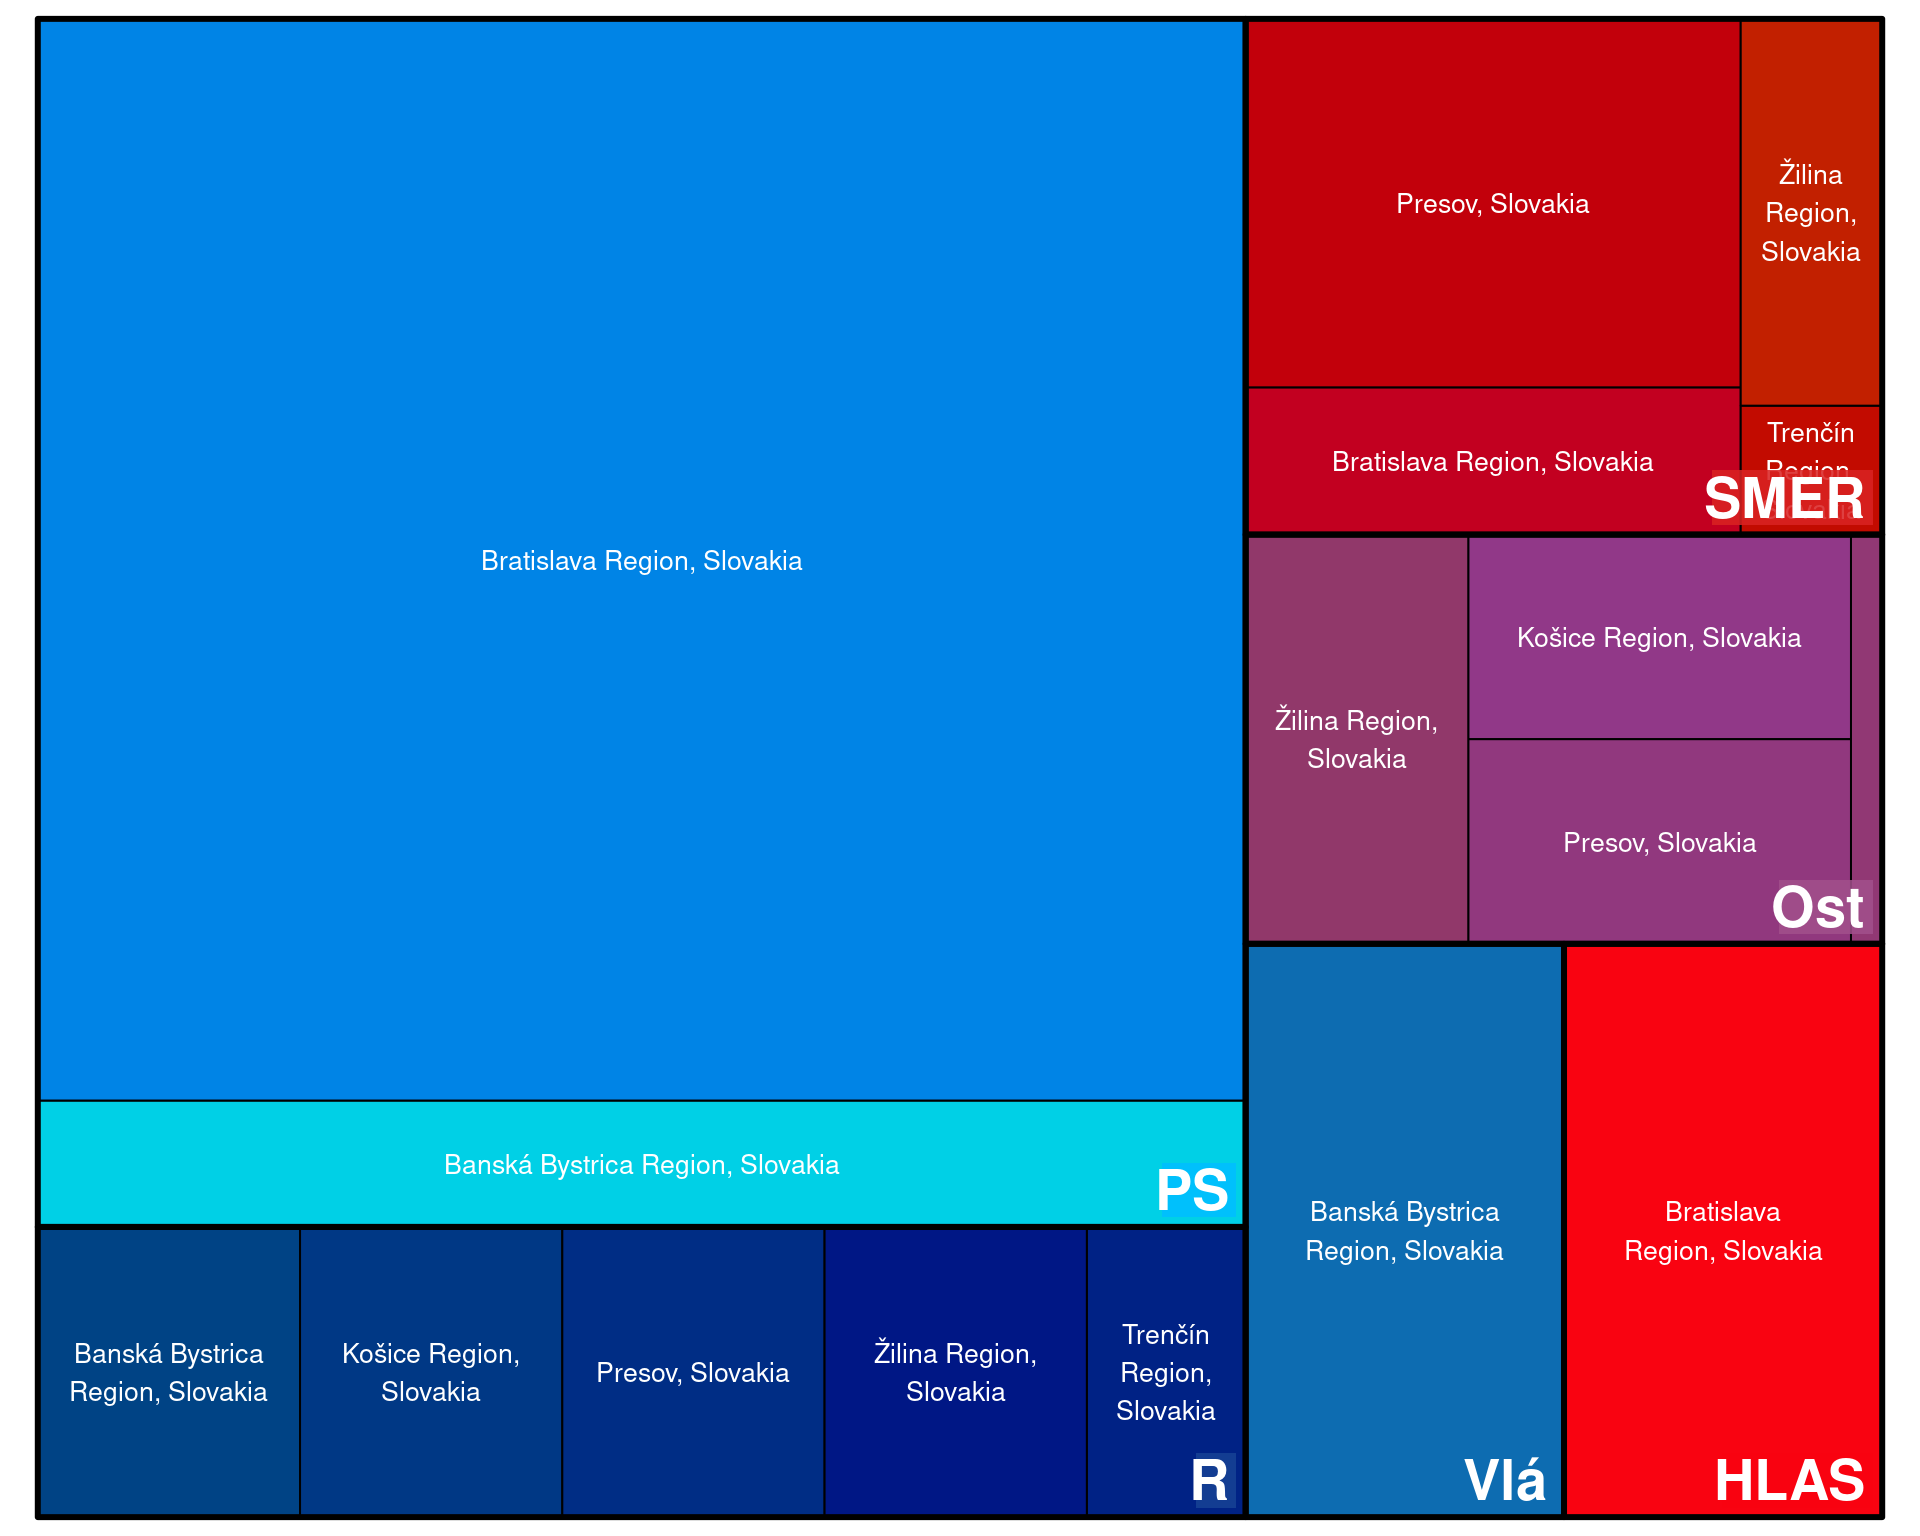 Bratislava Region, Slovakia
Banská Bystrica Region, Slovakia
PS
Banská Bystrica
Region, Slovakia
Košice Region,
Slovakia
Presov, Slovakia
Žilina Region,
Slovakia
Trenčín
Region,
Slovakia
R
Presov, Slovakia
Žilina
Region,
Slovakia
Bratislava Region, Slovakia
Trenčín
Region,
Slovakia
SMER
Žilina Region,
Slovakia
Košice Region, Slovakia
Presov, Slovakia
Ost
Banská Bystrica
Region, Slovakia
Vlá
Bratislava
Region, Slovakia
HLAS